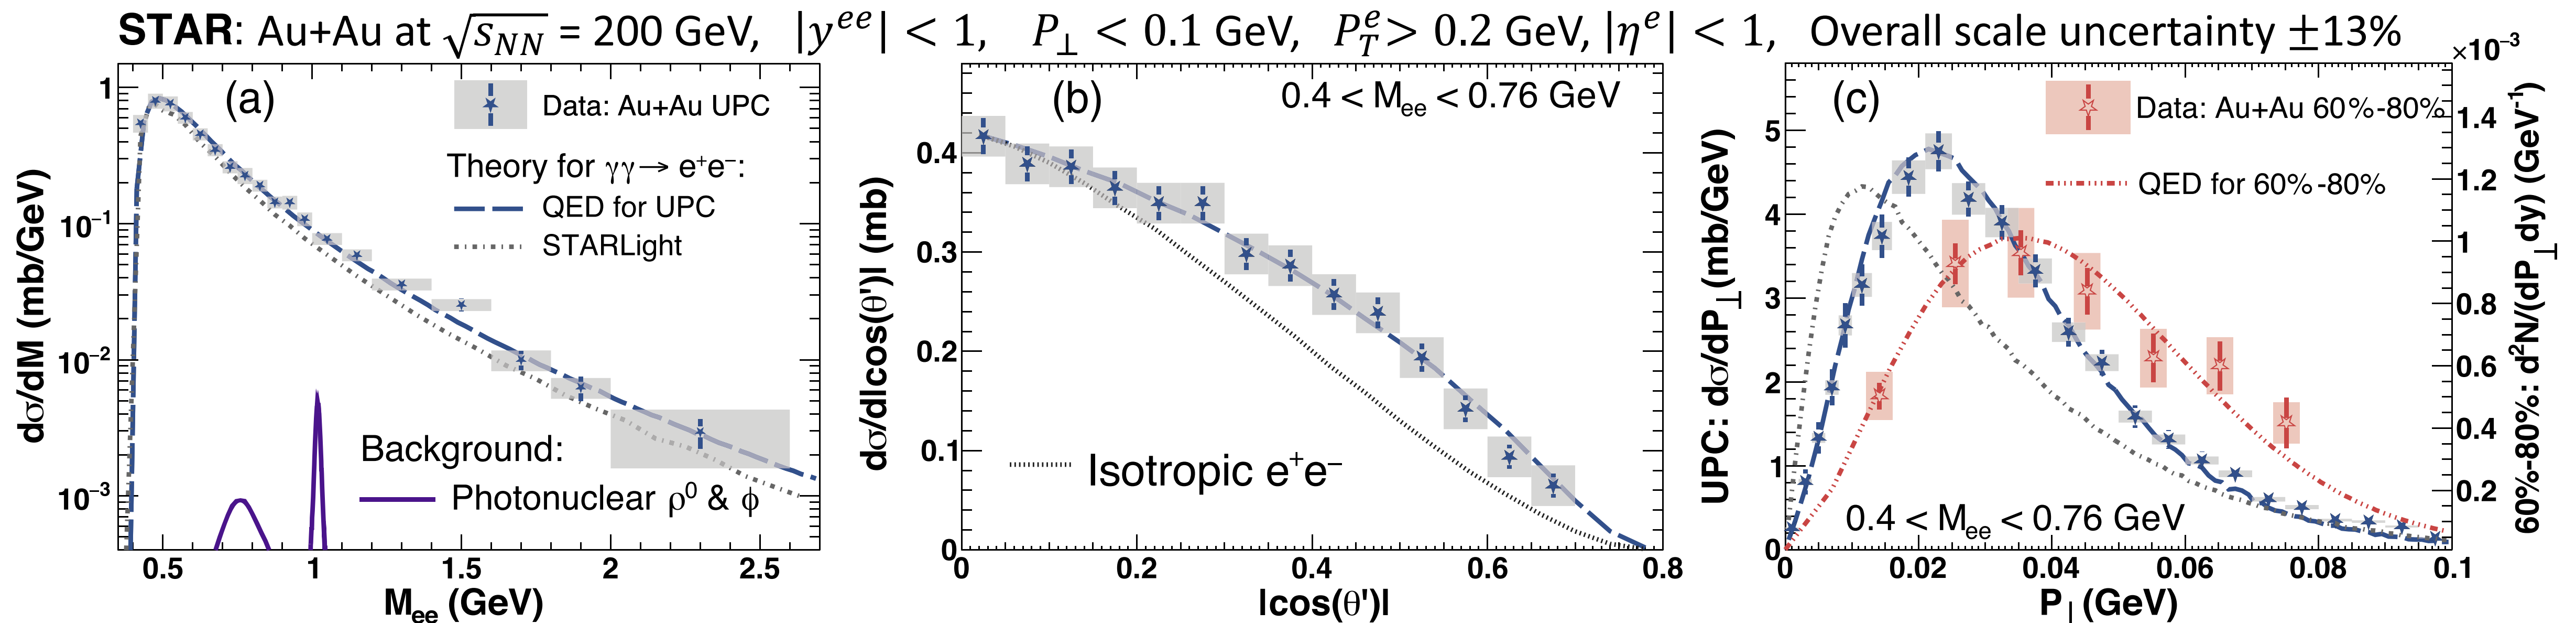 STAR: Au+Au at √s_NN = 200 GeV, |y^ee| < 1, P_⊥ < 0.1 GeV, P_T^e > 0.2 GeV, |η^e| < 1, Overall scale uncertainty ±13%
(a)
Data: Au+Au UPC
Theory for γγ→ e⁺e⁻:
QED for UPC
STARLight
Background:
Photonuclear ρ⁰ & ϕ
dσ/dM (mb/GeV)
1
10⁻¹
10⁻²
10⁻³
0.5 1 1.5 2 2.5
M_ee (GeV)
(b)
0.4 < M_ee < 0.76 GeV
Isotropic e⁺e⁻
dσ/d|cos(θ')| (mb)
0.4
0.3
0.2
0.1
0
0 0.2 0.4 0.6 0.8
|cos(θ')|
(c)
Data: Au+Au 60%-80%
QED for 60%-80%
0.4 < M_ee < 0.76 GeV
UPC: dσ/dP_⊥ (mb/GeV)
5
4
3
2
1
0
0 0.02 0.04 0.06 0.08 0.1
P_⊥ (GeV)
×10⁻³
1.4
1.2
1
0.8
0.6
0.4
0.2
60%-80%: d²N/(dP_⊥ dy) (GeV⁻¹)